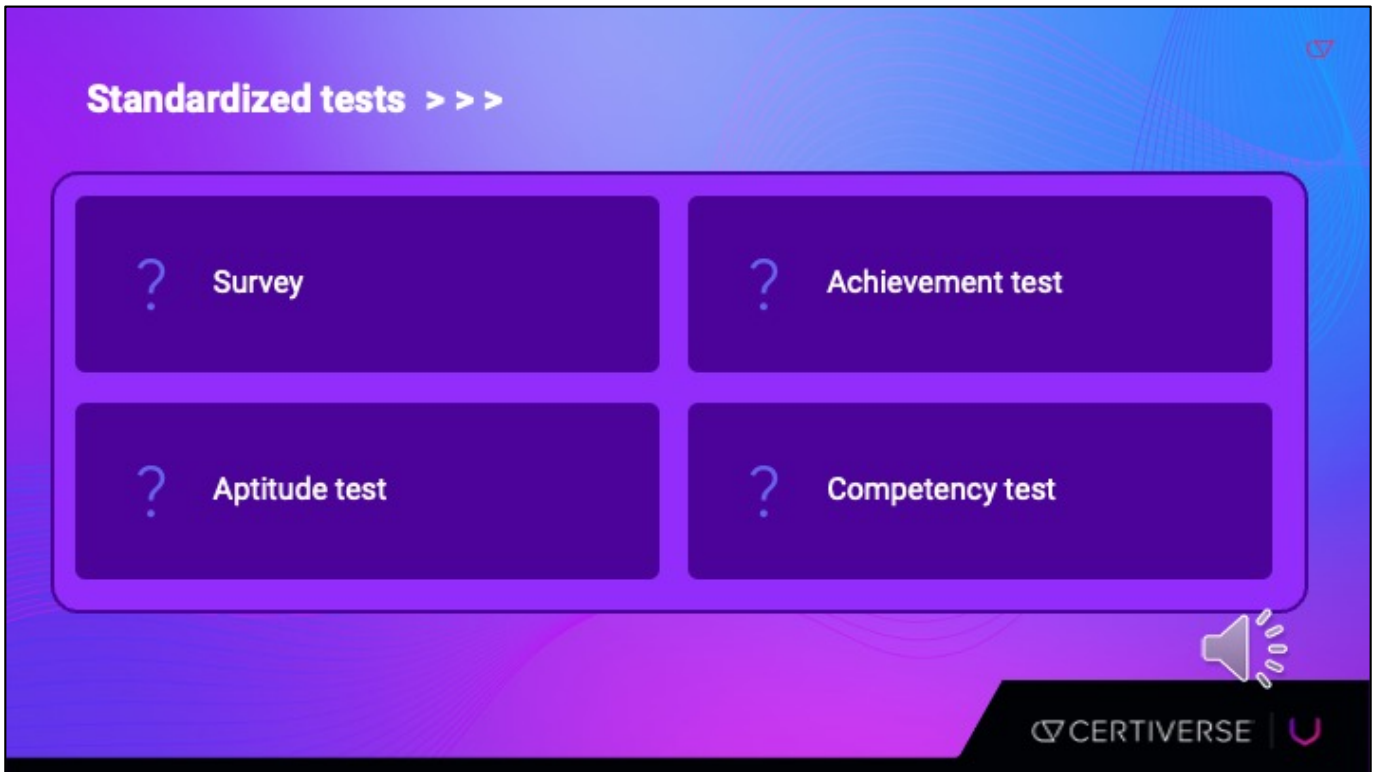 Standardized tests > > >
? Survey
? Achievement test
? Aptitude test
? Competency test
CERTIVERSE